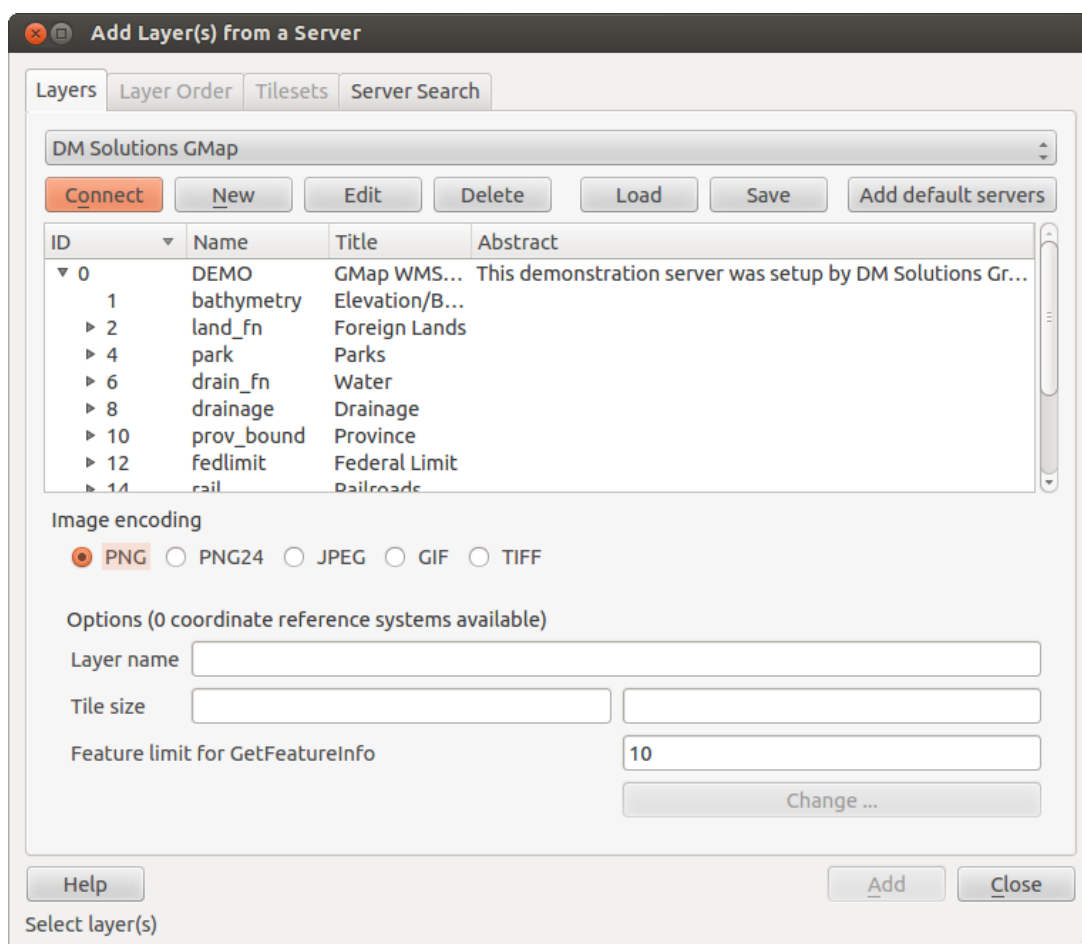 Add Layer(s) from a Server
Layers Layer Order Tilesets Server Search
DM Solutions GMap
Connect New Edit Delete Load Save Add default servers
ID Name Title Abstract
0 DEMO GMap WMS... This demonstration server was setup by DM Solutions Gr...
1 bathymetry Elevation/B...
2 land_fn Foreign Lands
4 park Parks
6 drain_fn Water
8 drainage Drainage
10 prov_bound Province
12 fedlimit Federal Limit
14 rail Railroads
Image encoding
PNG PNG24 JPEG GIF TIFF
Options (0 coordinate reference systems available)
Layer name
Tile size
Feature limit for GetFeatureInfo 10
Change ...
Help Add Close
Select layer(s)